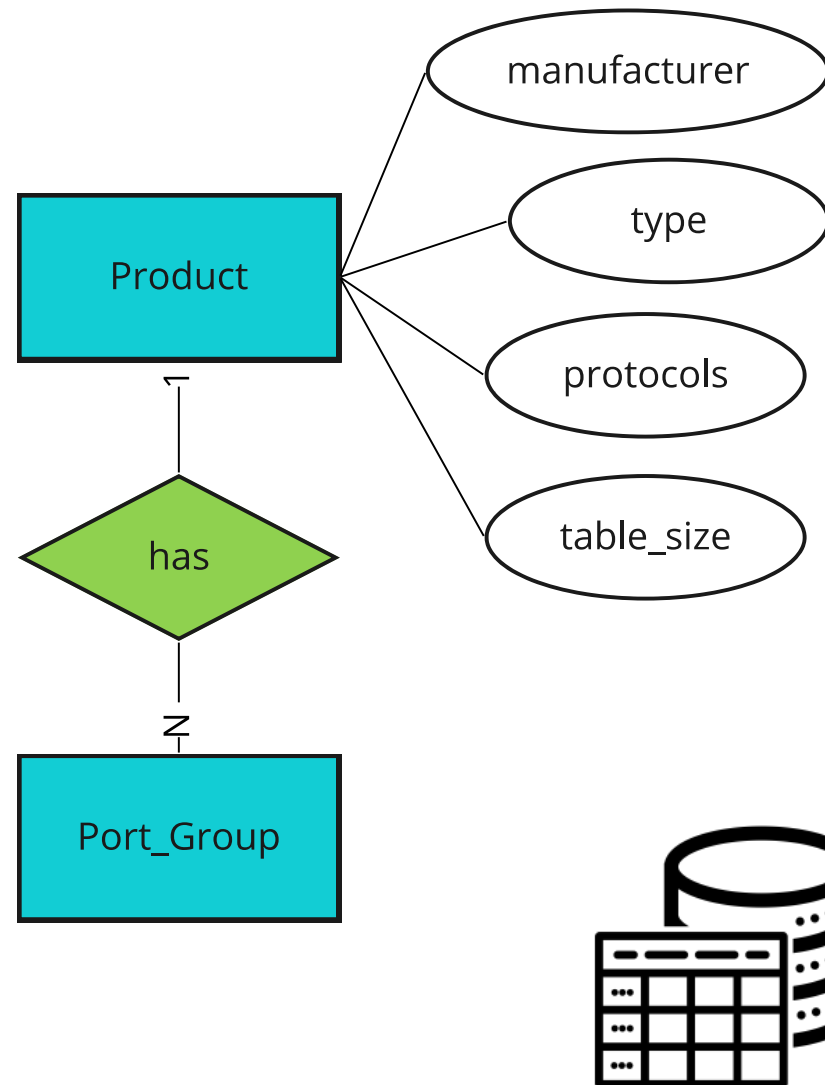 manufacturer
type
Product
protocols
1
table_size
has
N
Port_Group